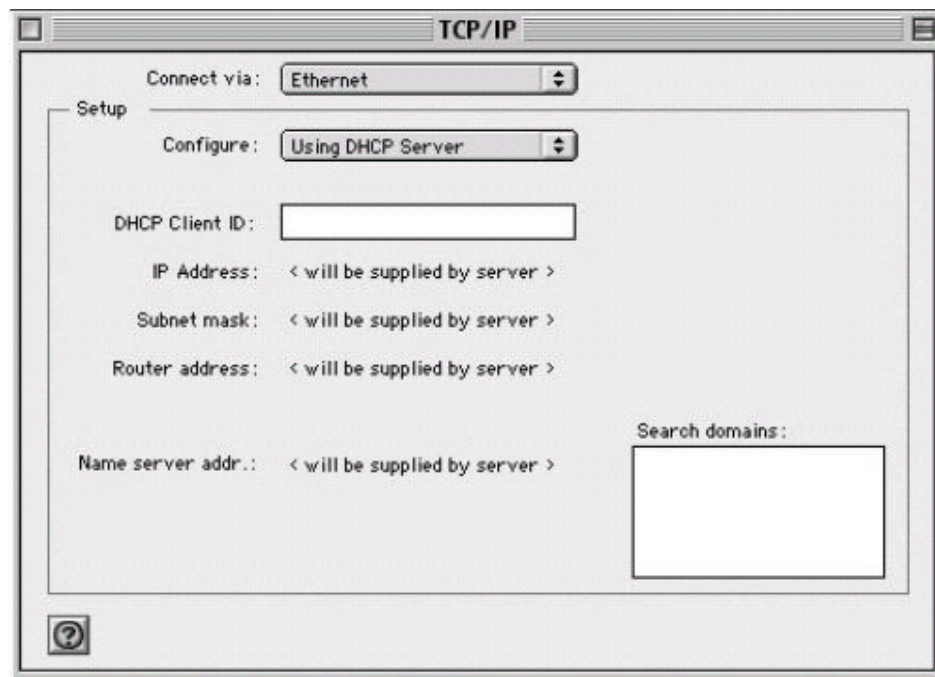 TCP/IP
Connect via: Ethernet
Setup
Configure: Using DHCP Server
DHCP Client ID:
IP Address: < will be supplied by server >
Subnet mask: < will be supplied by server >
Router address: < will be supplied by server >
Search domains:
Name server addr.: < will be supplied by server >
?